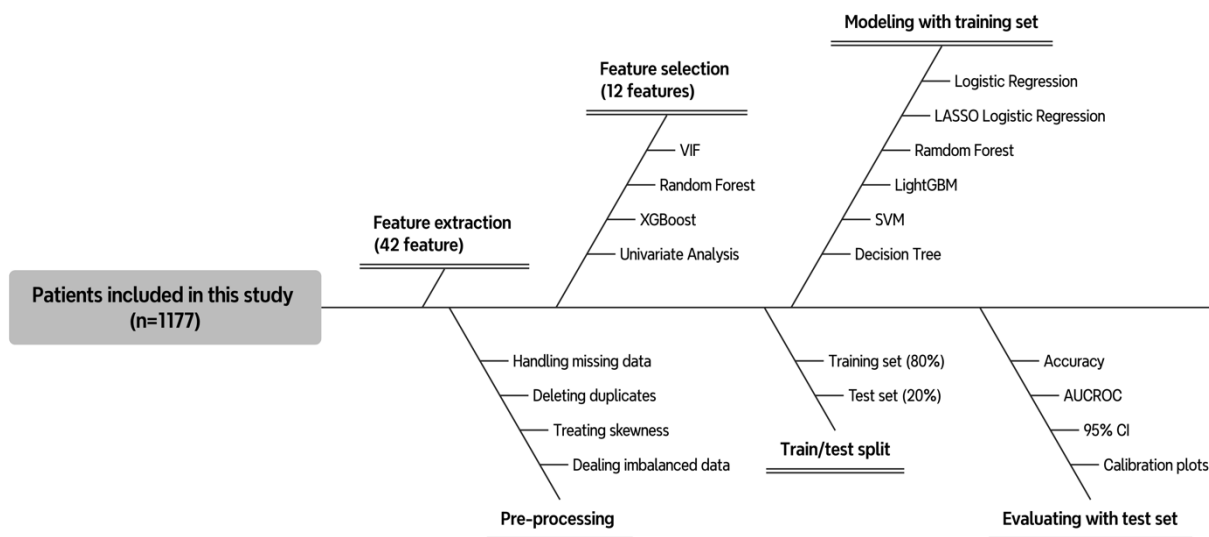 Patients included in this study
(n=1177)
Feature extraction
(42 feature)
Pre-processing
Handling missing data
Deleting duplicates
Treating skewness
Dealing imbalanced data
Feature selection
(12 features)
VIF
Random Forest
XGBoost
Univariate Analysis
Train/test split
Training set (80%)
Test set (20%)
Modeling with training set
Logistic Regression
LASSO Logistic Regression
Ramdom Forest
LightGBM
SVM
Decision Tree
Evaluating with test set
Accuracy
AUCROC
95% CI
Calibration plots